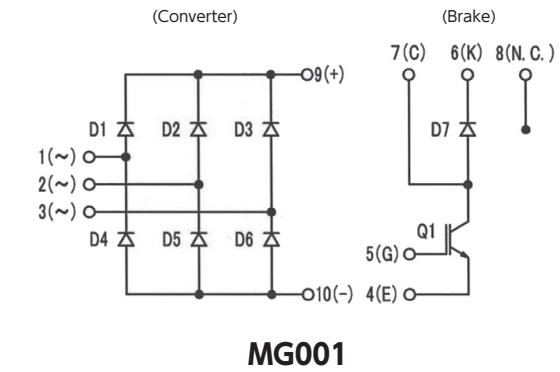 (Converter) (Brake)
7(C) 6(K) 8(N.C.)
9(+)
D1 D2 D3 D7
1(~)
2(~)
3(~)
D4 D5 D6 Q1
5(G)
10(-) 4(E)
MG001